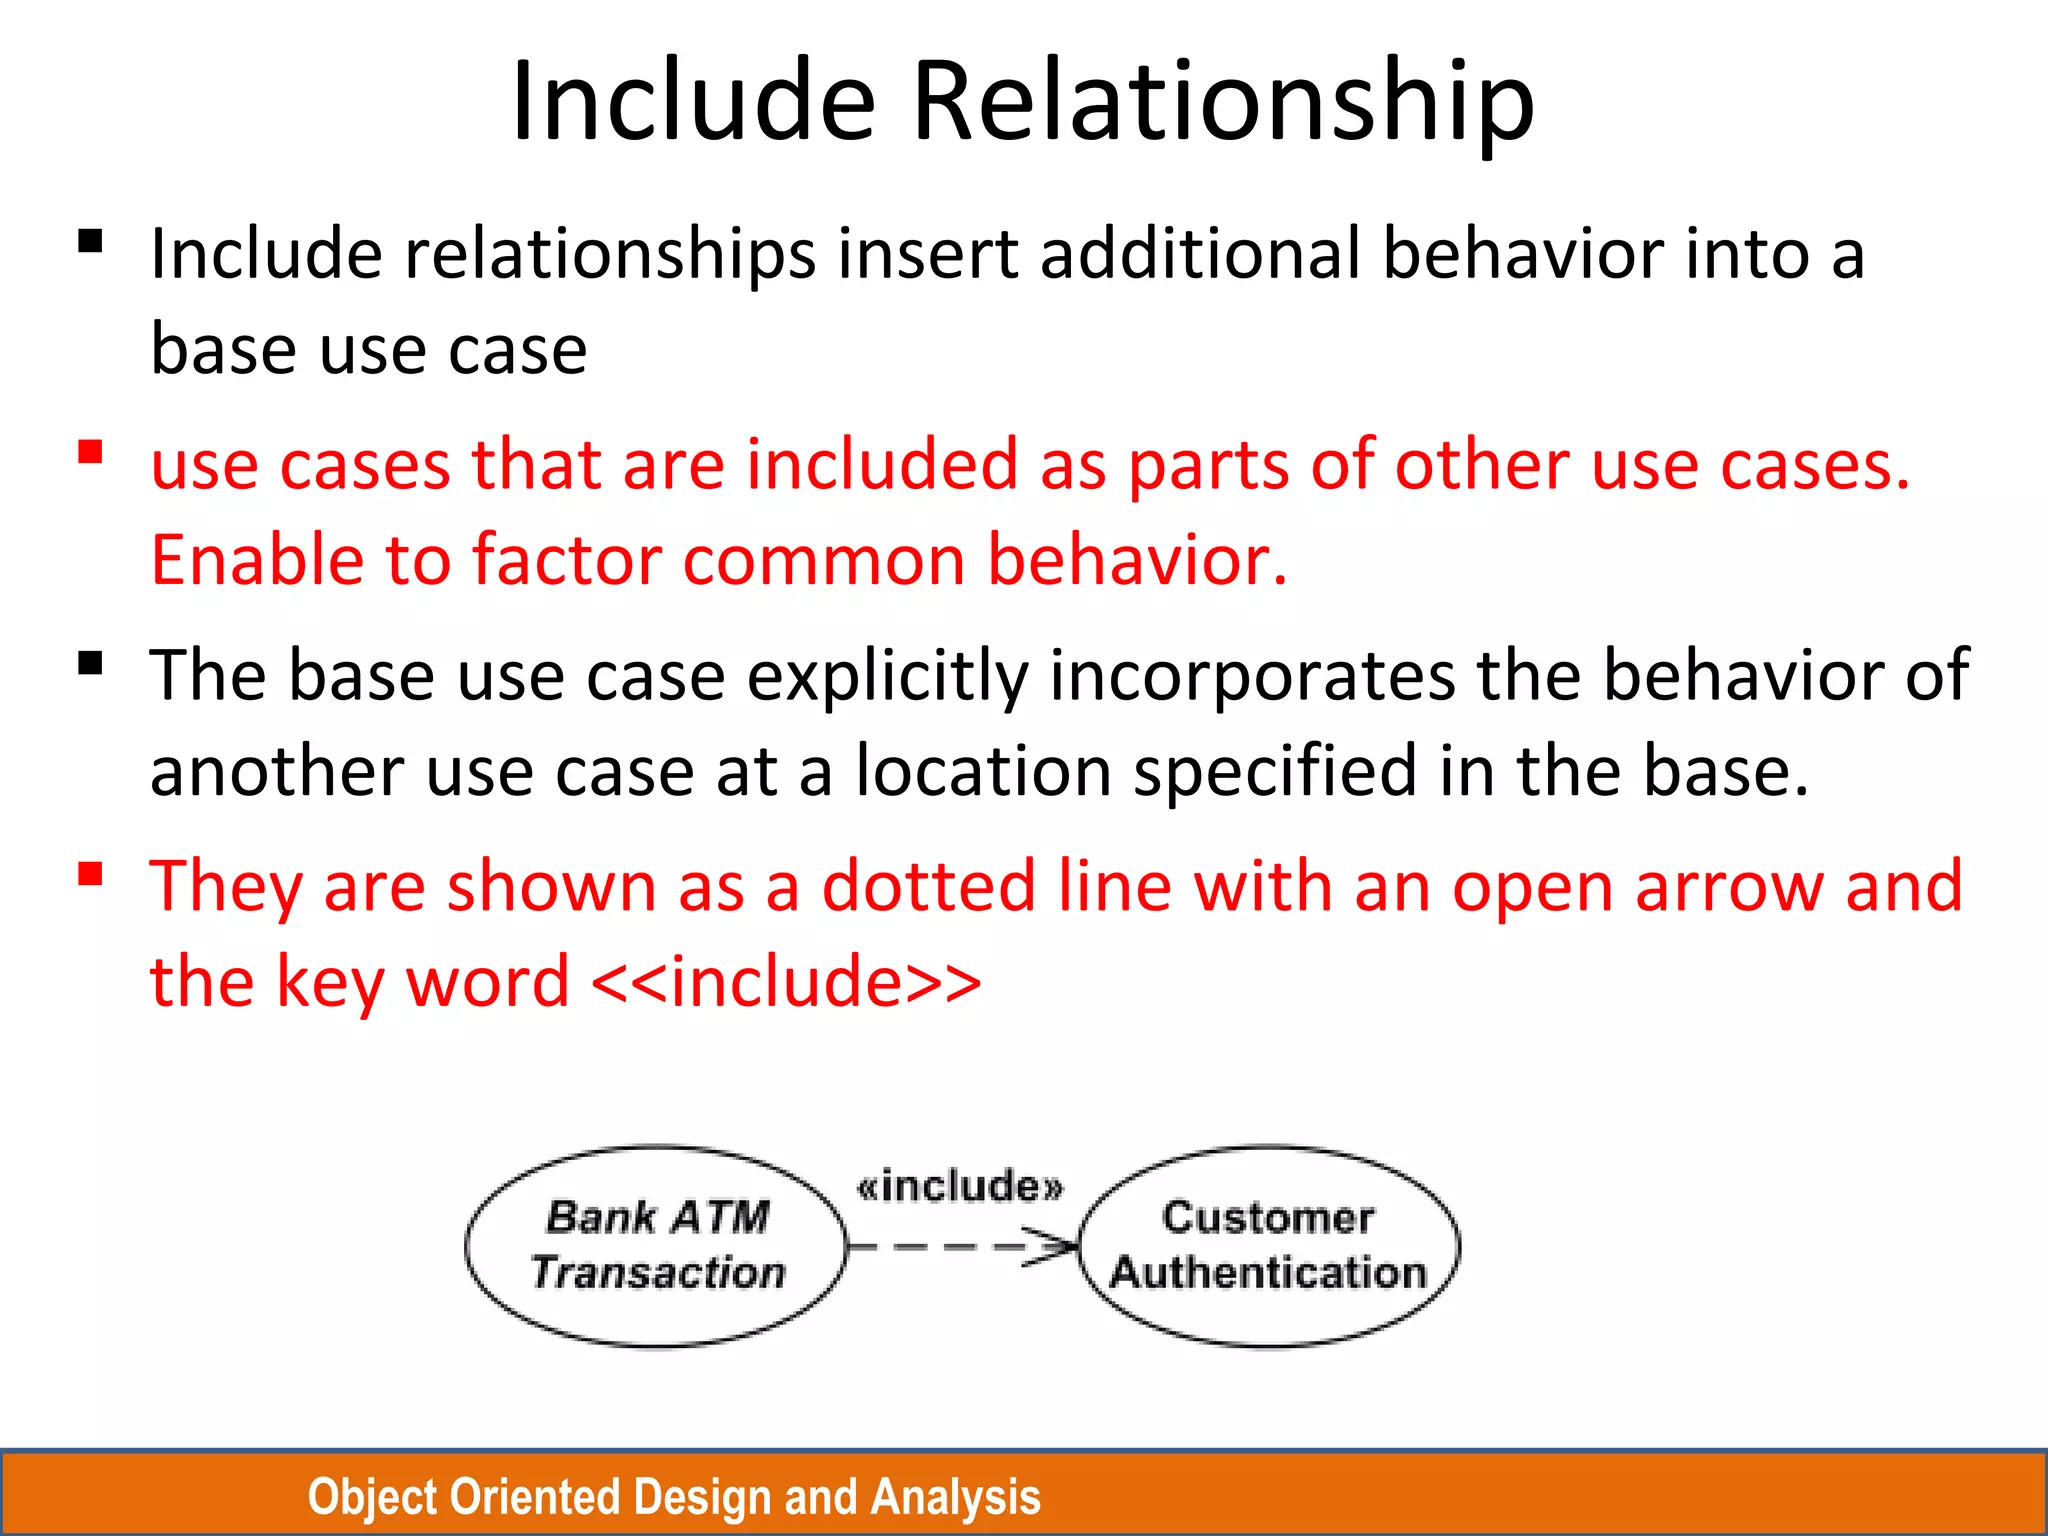 Include Relationship
▪ Include relationships insert additional behavior into a
base use case
▪ use cases that are included as parts of other use cases.
Enable to factor common behavior.
▪ The base use case explicitly incorporates the behavior of
another use case at a location specified in the base.
▪ They are shown as a dotted line with an open arrow and
the key word <<include>>
«include»
Bank ATM
Transaction
Customer
Authentication
Object Oriented Design and Analysis